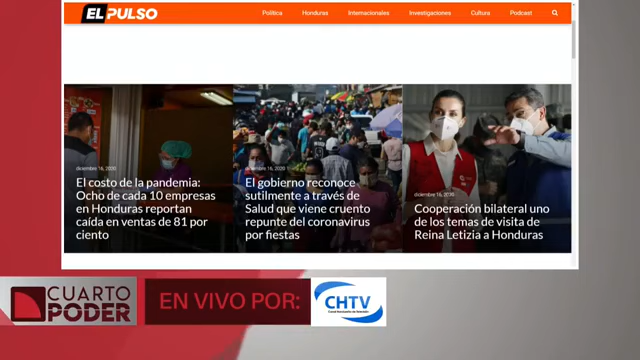 EL PULSO
Política Honduras Internacionales Investigaciones Cultura Podcast
diciembre 16, 2020
El costo de la pandemia:
Ocho de cada 10 empresas
en Honduras reportan
caída en ventas de 81 por
ciento
diciembre 16, 2020
El gobierno reconoce
sutilmente a través de
Salud que viene cruento
repunte del coronavirus
por fiestas
diciembre 16, 2020
Cooperación bilateral uno
de los temas de visita de
Reina Letizia a Honduras
CUARTO
PODER
EN VIVO POR:
CHTV